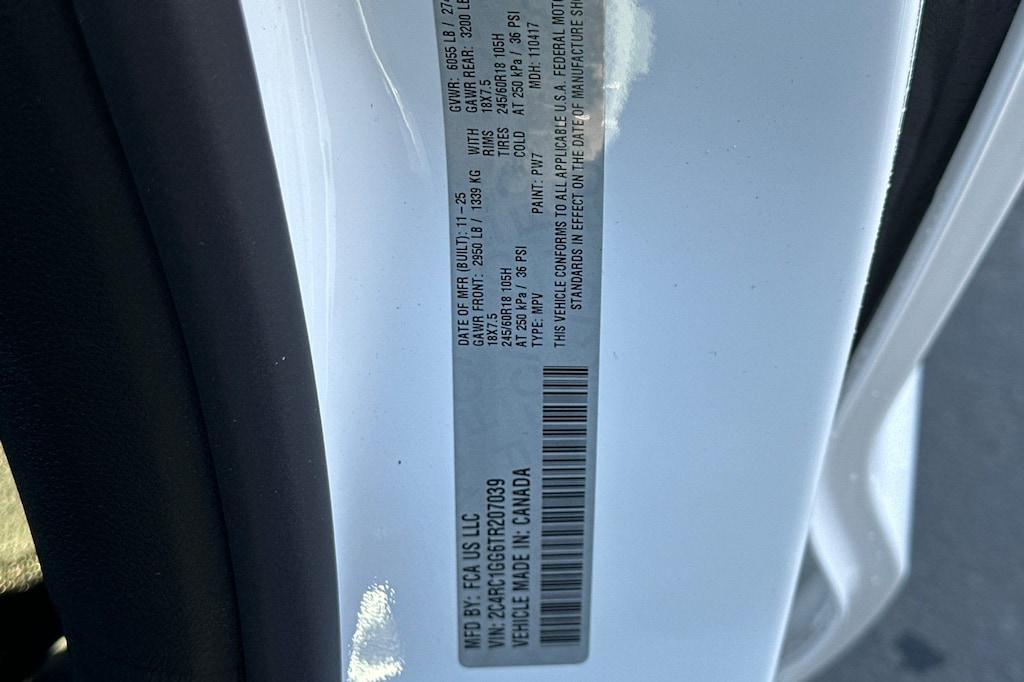 MFD BY: FCA US LLC
VIN: 2C4RC1GG6TR207039
VEHICLE MADE IN: CANADA
DATE OF MFR (BUILT): 11-25 GVWR: 6055 LB /
GAWR FRONT: 2950 LB / 1339 KG WITH GAWR REAR: 3200 LB
18X7.5 RIMS 18X7.5
245/60R18 105H TIRES 245/60R18 105H
AT 250 kPa / 36 PSI COLD AT 250 kPa / 36 PSI
TYPE: MPV PAINT: PW7 MDH: 110417
THIS VEHICLE CONFORMS TO ALL APPLICABLE U.S.A. FEDERAL
STANDARDS IN EFFECT ON THE DATE OF MANUFACTURE